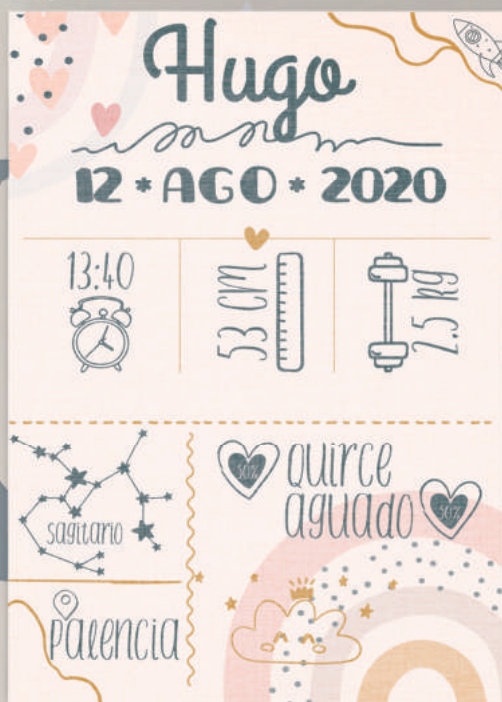 Hugo
12 * AGO * 2020
13:40
53 cm
2.5 kg
50%
quirce
aguado
50%
sagitario
palencia